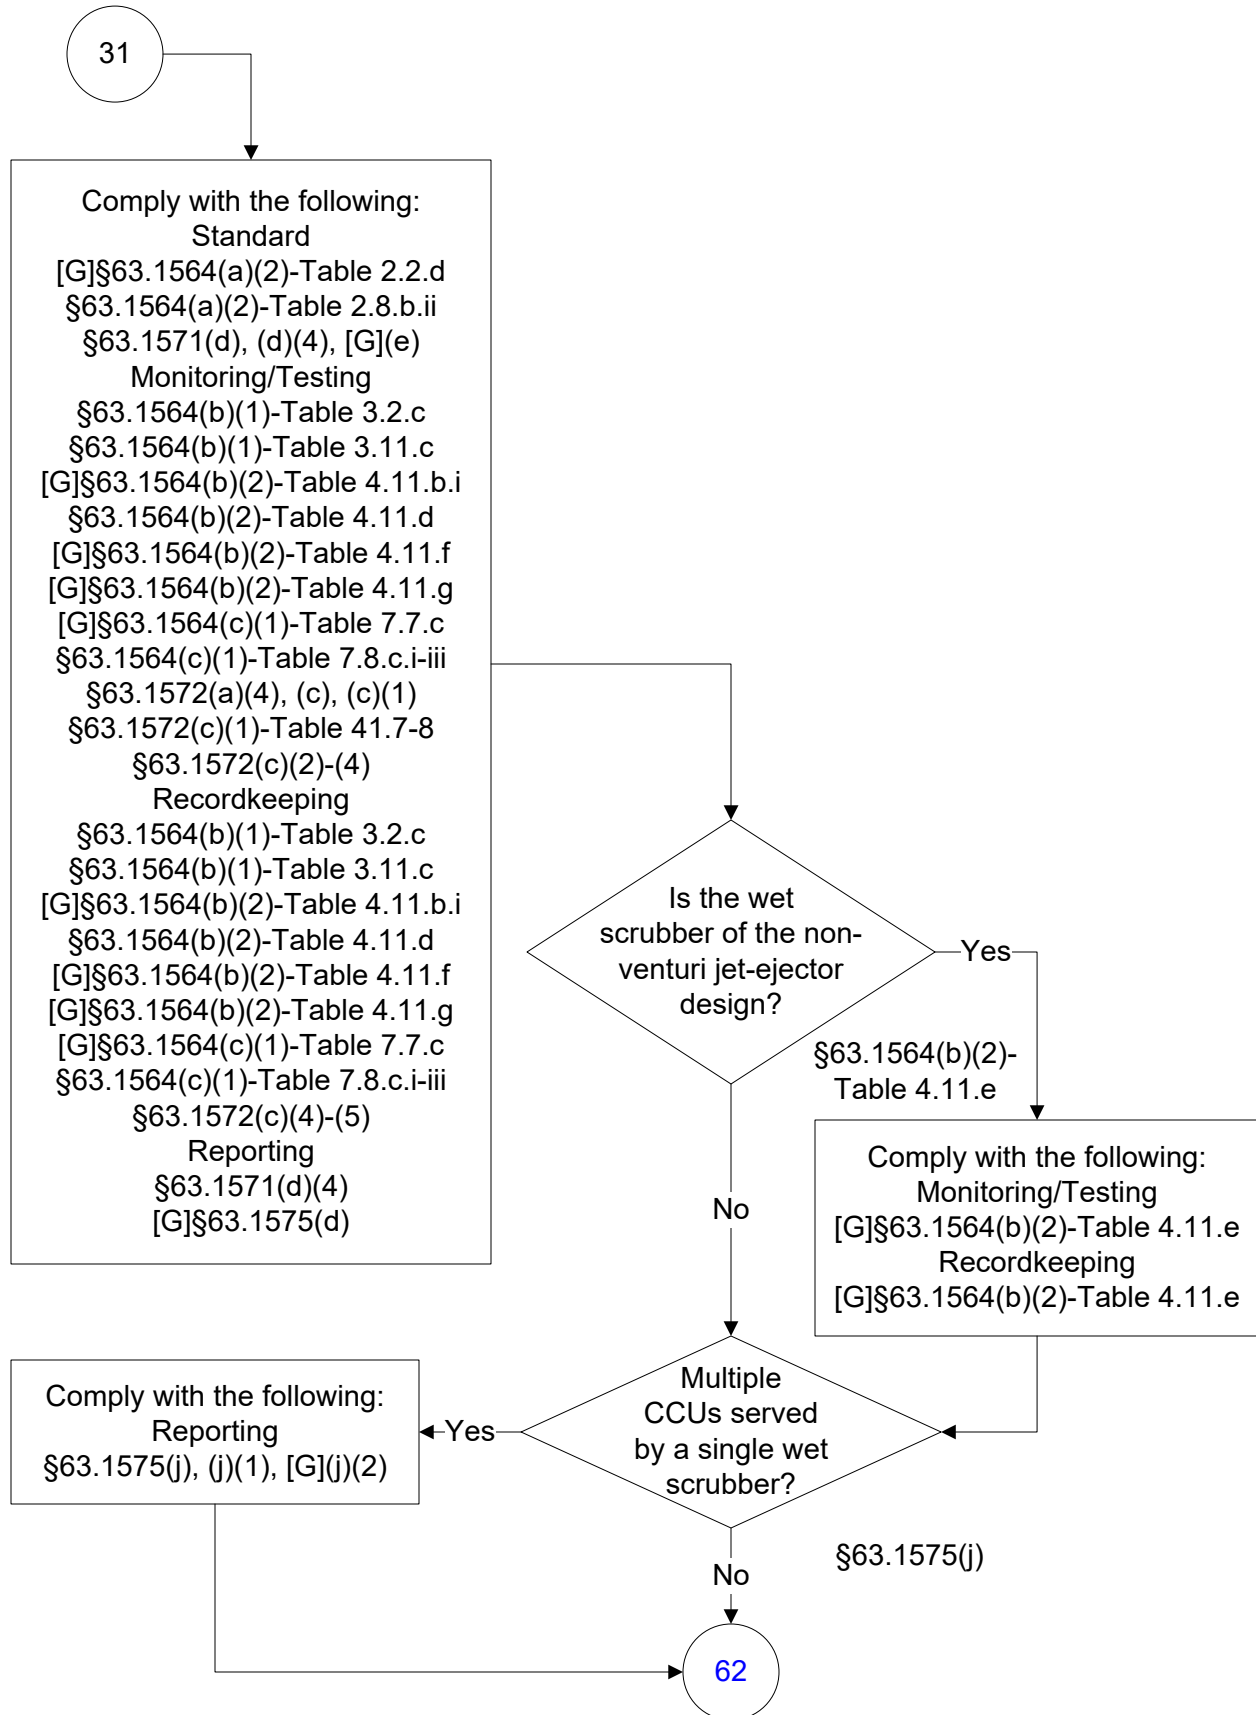 31
Comply with the following:
Standard
[G]§63.1564(a)(2)-Table 2.2.d
§63.1564(a)(2)-Table 2.8.b.ii
§63.1571(d), (d)(4), [G](e)
Monitoring/Testing
§63.1564(b)(1)-Table 3.2.c
§63.1564(b)(1)-Table 3.11.c
[G]§63.1564(b)(2)-Table 4.11.b.i
§63.1564(b)(2)-Table 4.11.d
[G]§63.1564(b)(2)-Table 4.11.f
[G]§63.1564(b)(2)-Table 4.11.g
[G]§63.1564(c)(1)-Table 7.7.c
§63.1564(c)(1)-Table 7.8.c.i-iii
§63.1572(a)(4), (c), (c)(1)
§63.1572(c)(1)-Table 41.7-8
§63.1572(c)(2)-(4)
Recordkeeping
§63.1564(b)(1)-Table 3.2.c
§63.1564(b)(1)-Table 3.11.c
[G]§63.1564(b)(2)-Table 4.11.b.i
§63.1564(b)(2)-Table 4.11.d
[G]§63.1564(b)(2)-Table 4.11.f
[G]§63.1564(b)(2)-Table 4.11.g
[G]§63.1564(c)(1)-Table 7.7.c
§63.1564(c)(1)-Table 7.8.c.i-iii
§63.1572(c)(4)-(5)
Reporting
§63.1571(d)(4)
[G]§63.1575(d)
Is the wet
scrubber of the non-
venturi jet-ejector
design?
Yes
§63.1564(b)(2)-
Table 4.11.e
Comply with the following:
Monitoring/Testing
[G]§63.1564(b)(2)-Table 4.11.e
Recordkeeping
[G]§63.1564(b)(2)-Table 4.11.e
No
Multiple
CCUs served
by a single wet
scrubber?
Yes
Comply with the following:
Reporting
§63.1575(j), (j)(1), [G](j)(2)
§63.1575(j)
No
62